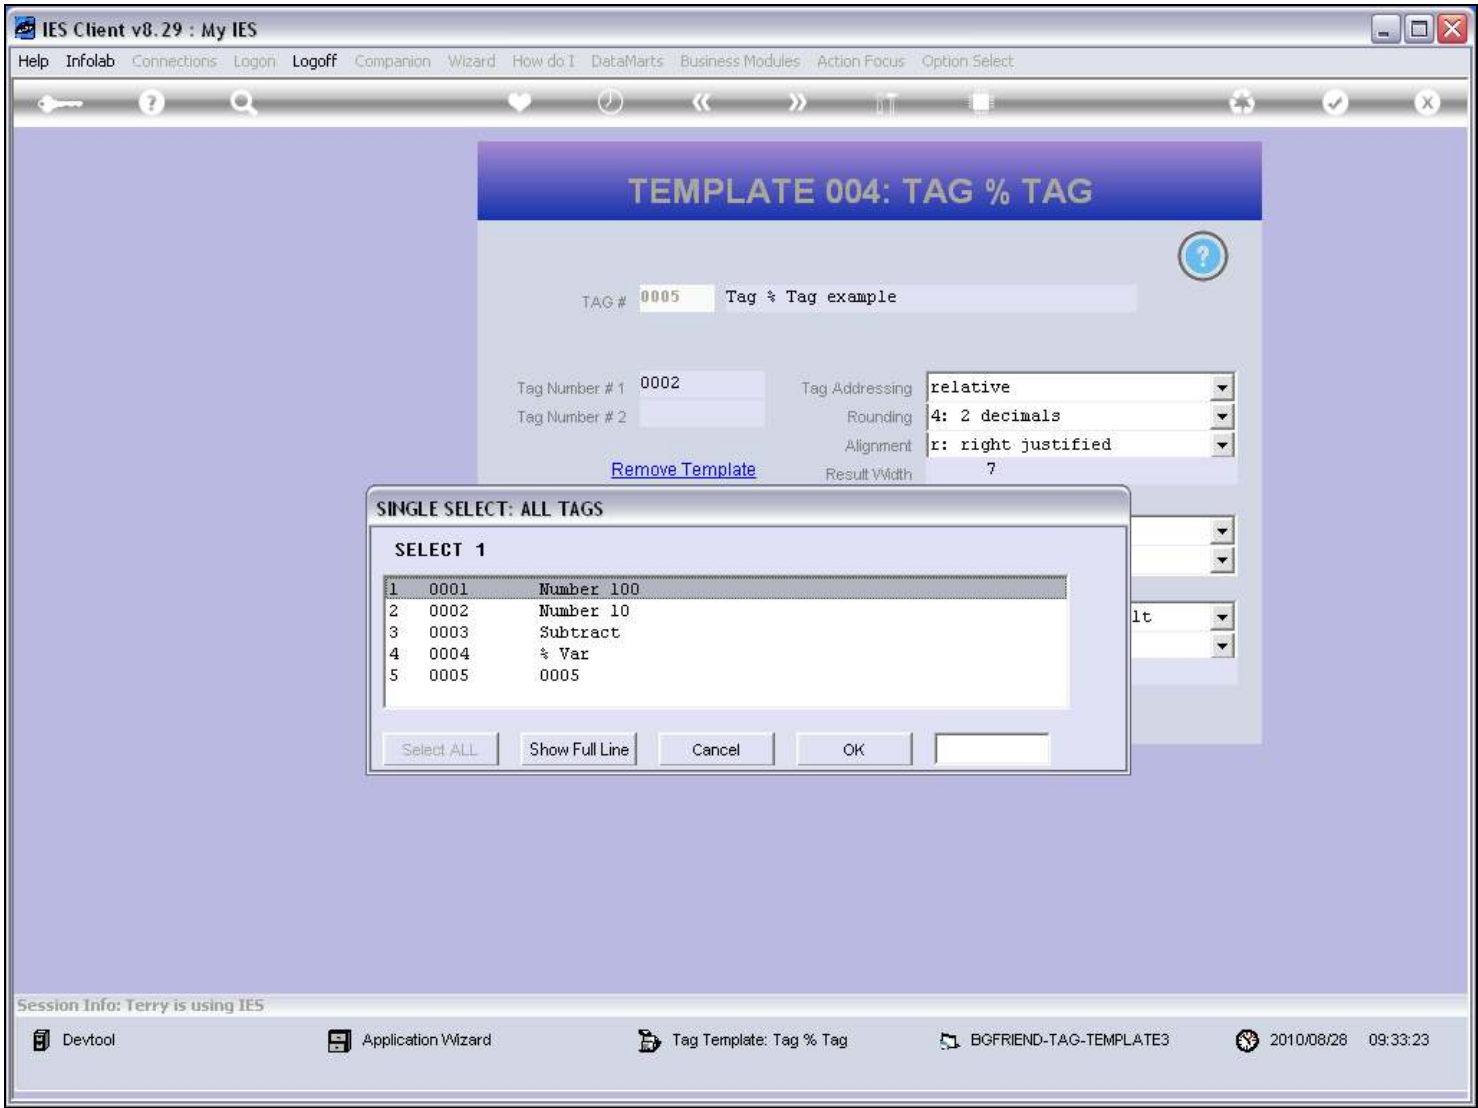 IES Client v8.29 : My IES
Help Infolab Connections Logon Logoff Companion Wizard How do I DataMarts Business Modules Action Focus Option Select
TEMPLATE 004: TAG % TAG
TAG # 0005 Tag % Tag example
Tag Number # 1 0002 Tag Addressing relative
Tag Number # 2 Rounding 4: 2 decimals
Alignment r: right justified
Remove Template Result Width 7
SINGLE SELECT: ALL TAGS
SELECT 1
1 0001 Number 100
2 0002 Number 10
3 0003 Subtract
4 0004 % Var
5 0005 0005
lt
Select ALL Show Full Line Cancel OK
Session Info: Terry is using IES
Devtool Application Wizard Tag Template: Tag % Tag BGFRIEND-TAG-TEMPLATE3 2010/08/28 09:33:23